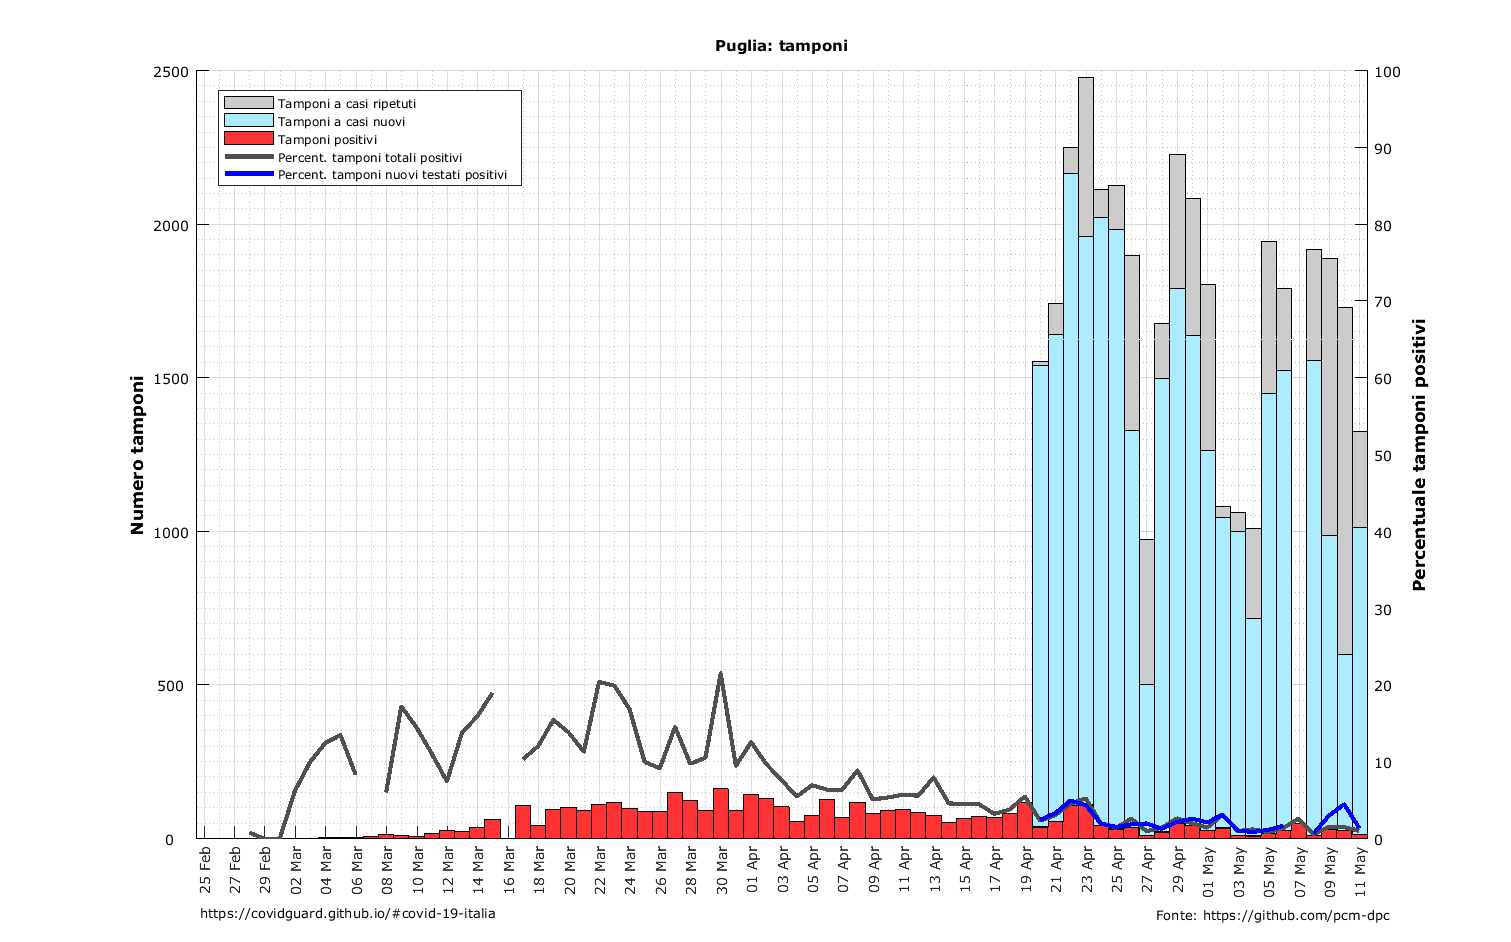 Puglia: tamponi
2500
2000
1500
1000
500
0
Numero tamponi
Tamponi a casi ripetuti
Tamponi a casi nuovi
Tamponi positivi
Percent. tamponi totali positivi
Percent. tamponi nuovi testati positivi
100
90
80
70
60
50
40
30
20
10
0
Percentuale tamponi positivi
25 Feb
27 Feb
29 Feb
02 Mar
04 Mar
06 Mar
08 Mar
10 Mar
12 Mar
14 Mar
16 Mar
18 Mar
20 Mar
22 Mar
24 Mar
26 Mar
28 Mar
30 Mar
01 Apr
03 Apr
05 Apr
07 Apr
09 Apr
11 Apr
13 Apr
15 Apr
17 Apr
19 Apr
21 Apr
23 Apr
25 Apr
27 Apr
29 Apr
01 May
03 May
05 May
07 May
09 May
11 May
https://covidguard.github.io/#covid-19-italia
Fonte: https://github.com/pcm-dpc